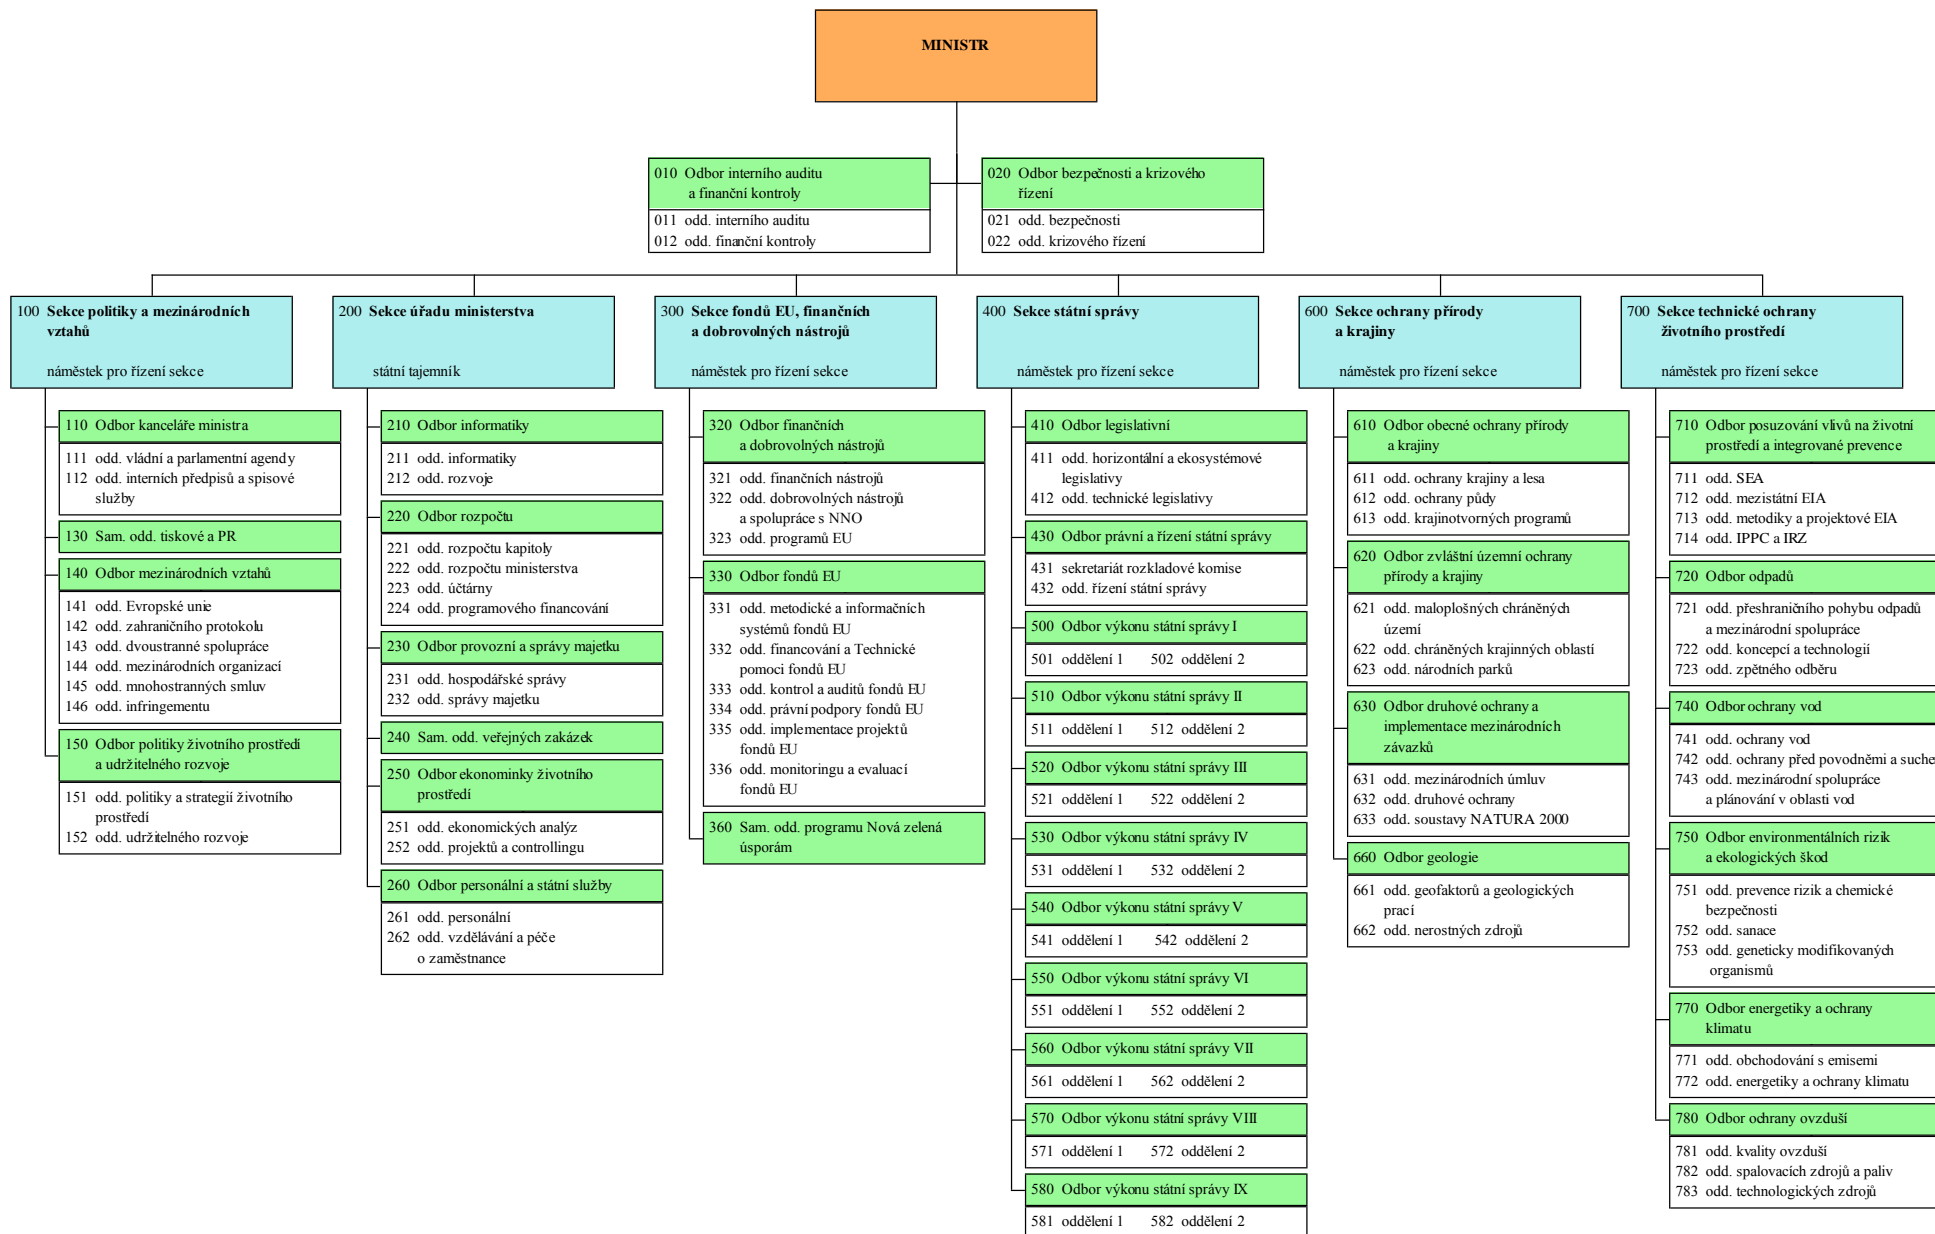 MINISTR
010 Odbor interního auditu
a finanční kontroly
011 odd. interního auditu
012 odd. finanční kontroly
020 Odbor bezpečnosti a krizového
řízení
021 odd. bezpečnosti
022 odd. krizového řízení
100 Sekce politiky a mezinárodních
vztahů
náměstek pro řízení sekce
110 Odbor kanceláře ministra
111 odd. vládní a parlamentní agendy
112 odd. interních předpisů a spisové
služby
130 Sam. odd. tiskové a PR
140 Odbor mezinárodních vztahů
141 odd. Evropské unie
142 odd. zahraničního protokolu
143 odd. dvoustranné spolupráce
144 odd. mezinárodních organizací
145 odd. mnohostranných smluv
146 odd. infringementu
150 Odbor politiky životního prostředí
a udržitelného rozvoje
151 odd. politiky a strategií životního
prostředí
152 odd. udržitelného rozvoje
200 Sekce úřadu ministerstva
státní tajemník
210 Odbor informatiky
211 odd. informatiky
212 odd. rozvoje
220 Odbor rozpočtu
221 odd. rozpočtu kapitoly
222 odd. rozpočtu ministerstva
223 odd. účtárny
224 odd. programového financování
230 Odbor provozní a správy majetku
231 odd. hospodářské správy
232 odd. správy majetku
240 Sam. odd. veřejných zakázek
250 Odbor ekonominky životního
prostředí
251 odd. ekonomických analýz
252 odd. projektů a controllingu
260 Odbor personální a státní služby
261 odd. personální
262 odd. vzdělávání a péče
o zaměstnance
300 Sekce fondů EU, finančních
a dobrovolných nástrojů
náměstek pro řízení sekce
320 Odbor finančních
a dobrovolných nástrojů
321 odd. finančních nástrojů
322 odd. dobrovolných nástrojů
a spolupráce s NNO
323 odd. programů EU
330 Odbor fondů EU
331 odd. metodické a informačních
systémů fondů EU
332 odd. financování a Technické
pomoci fondů EU
333 odd. kontrol a auditů fondů EU
334 odd. právní podpory fondů EU
335 odd. implementace projektů
fondů EU
336 odd. monitoringu a evaluací
fondů EU
360 Sam. odd. programu Nová zelená
úsporám
400 Sekce státní správy
náměstek pro řízení sekce
410 Odbor legislativní
411 odd. horizontální a ekosystémové
legislativy
412 odd. technické legislativy
430 Odbor právní a řízení státní správy
431 sekretariát rozkladové komise
432 odd. řízení státní správy
500 Odbor výkonu státní správy I
501 oddělení 1 502 oddělení 2
510 Odbor výkonu státní správy II
511 oddělení 1 512 oddělení 2
520 Odbor výkonu státní správy III
521 oddělení 1 522 oddělení 2
530 Odbor výkonu státní správy IV
531 oddělení 1 532 oddělení 2
540 Odbor výkonu státní správy V
541 oddělení 1 542 oddělení 2
550 Odbor výkonu státní správy VI
551 oddělení 1 552 oddělení 2
560 Odbor výkonu státní správy VII
561 oddělení 1 562 oddělení 2
570 Odbor výkonu státní správy VIII
571 oddělení 1 572 oddělení 2
580 Odbor výkonu státní správy IX
581 oddělení 1 582 oddělení 2
600 Sekce ochrany přírody
a krajiny
náměstek pro řízení sekce
610 Odbor obecné ochrany přírody
a krajiny
611 odd. ochrany krajiny a lesa
612 odd. ochrany půdy
613 odd. krajinotvorných programů
620 Odbor zvláštní územní ochrany
přírody a krajiny
621 odd. maloplošných chráněných
území
622 odd. chráněných krajinných oblastí
623 odd. národních parků
630 Odbor druhové ochrany a
implementace mezinárodních
závazků
631 odd. mezinárodních úmluv
632 odd. druhové ochrany
633 odd. soustavy NATURA 2000
660 Odbor geologie
661 odd. geofaktorů a geologických
prací
662 odd. nerostných zdrojů
700 Sekce technické ochrany
životního prostředí
náměstek pro řízení sekce
710 Odbor posuzování vlivů na životní
prostředí a integrované prevence
711 odd. SEA
712 odd. mezistátní EIA
713 odd. metodiky a projektové EIA
714 odd. IPPC a IRZ
720 Odbor odpadů
721 odd. přeshraničního pohybu odpadů
a mezinárodní spolupráce
722 odd. koncepcí a technologií
723 odd. zpětného odběru
740 Odbor ochrany vod
741 odd. ochrany vod
742 odd. ochrany před povodněmi a suche
743 odd. mezinárodní spolupráce
a plánování v oblasti vod
750 Odbor environmentálních rizik
a ekologických škod
751 odd. prevence rizik a chemické
bezpečnosti
752 odd. sanace
753 odd. geneticky modifikovaných
organismů
770 Odbor energetiky a ochrany
klimatu
771 odd. obchodování s emisemi
772 odd. energetiky a ochrany klimatu
780 Odbor ochrany ovzduší
781 odd. kvality ovzduší
782 odd. spalovacích zdrojů a paliv
783 odd. technologických zdrojů